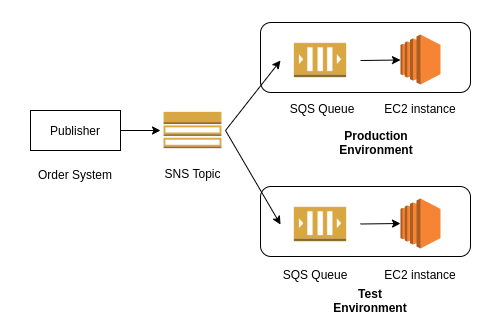 Publisher
Order System
SNS Topic
SQS Queue
EC2 instance
Production
Environment
SQS Queue
EC2 instance
Test
Environment